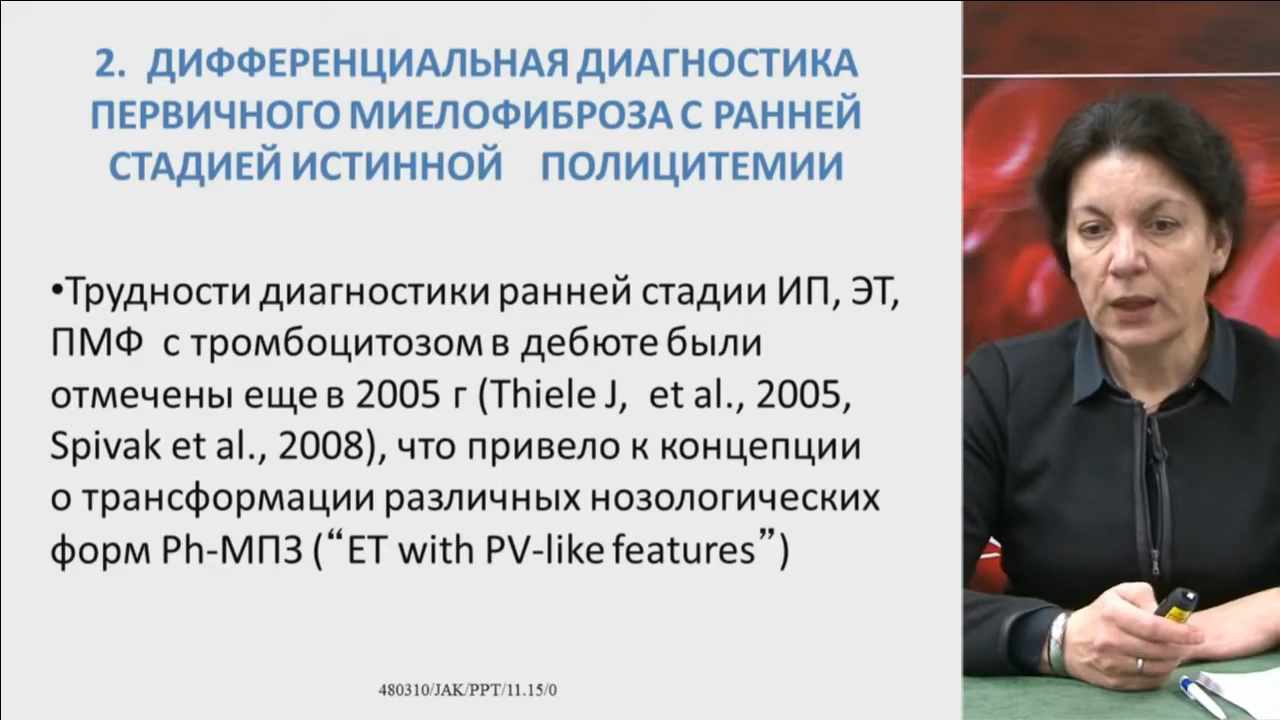 2. ДИФФЕРЕНЦИАЛЬНАЯ ДИАГНОСТИКА
ПЕРВИЧНОГО МИЕЛОФИБРОЗА С РАННЕЙ
СТАДИЕЙ ИСТИННОЙ ПОЛИЦИТЕМИИ
•Трудности диагностики ранней стадии ИП, ЭТ,
ПМФ с тромбоцитозом в дебюте были
отмечены еще в 2005 г (Thiele J, et al., 2005,
Spivak et al., 2008), что привело к концепции
о трансформации различных нозологических
форм Ph-МПЗ (“ET with PV-like features”)
480310/JAK/PPT/11.15/0